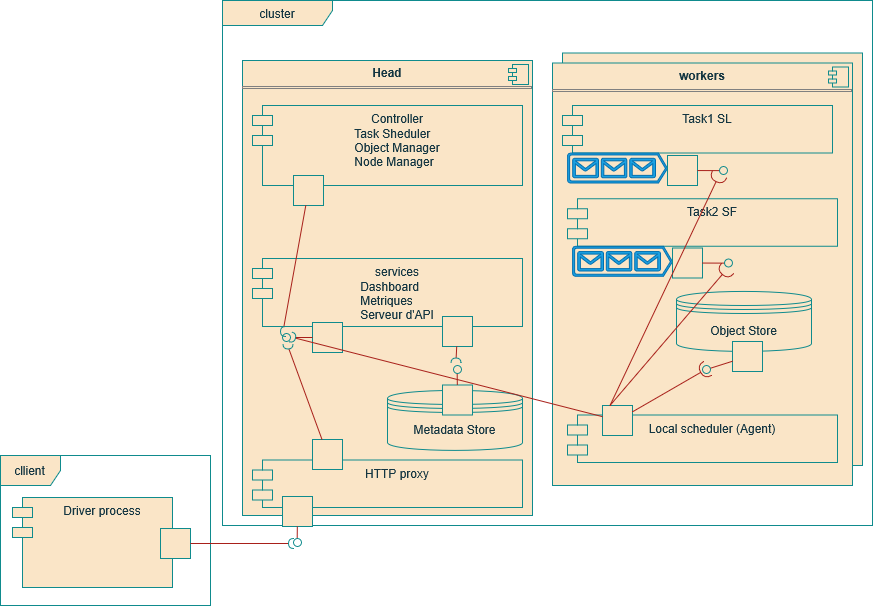 cluster
Head
Controller
Task Sheduler
Object Manager
Node Manager
services
Dashboard
Metriques
Serveur d'API
Metadata Store
HTTP proxy
workers
Task1 SL
Task2 SF
Object Store
Local scheduler (Agent)
cllient
Driver process